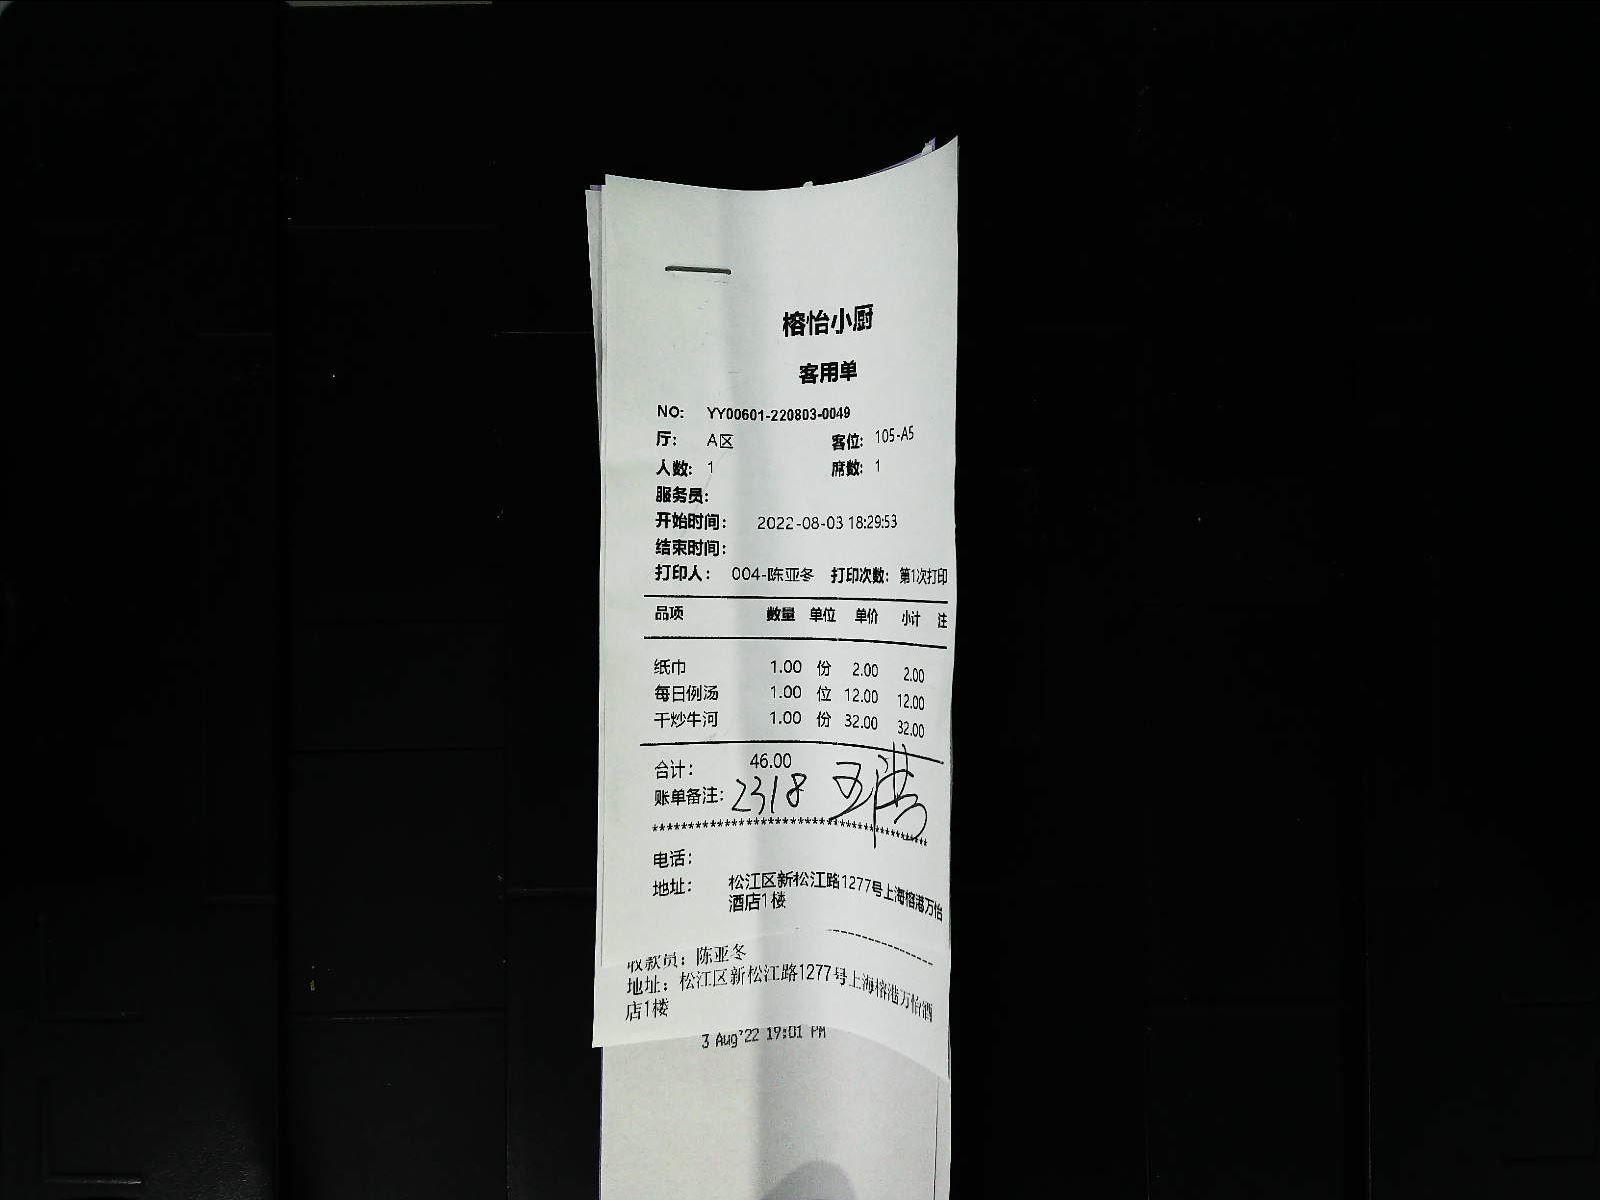 榕怡小厨
客用单
NO: YY00601-220803-0049
厅: A区 客位: 105-A5
人数: 1 席数: 1
服务员:
开始时间: 2022-08-03 18:29:53
结束时间:
打印人: 004-陈亚冬 打印次数: 第1次打印
品项 数量 单位 单价 小计 注
纸巾 1.00 份 2.00 2.00
每日例汤 1.00 位 12.00 12.00
干炒牛河 1.00 份 32.00 32.00
合计: 46.00
账单备注: 2318
***********************************
电话:
地址: 松江区新松江路1277号上海榕港万怡
酒店1楼
收款员: 陈亚冬
地址: 松江区新松江路1277号上海榕港万怡酒
店1楼
3 Aug'22 19:01 PM